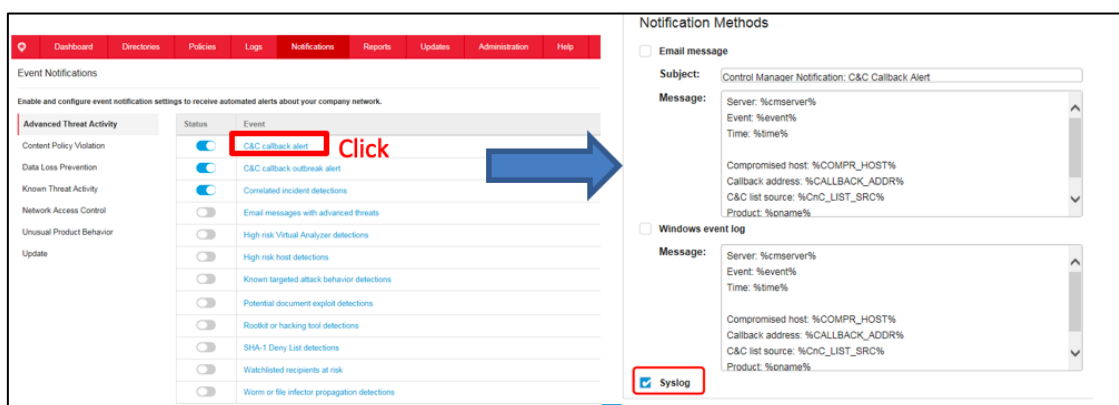 Dashboard Directories Policies Logs Notifications Reports Updates Administration Help
Event Notifications
Enable and configure event notification settings to receive automated alerts about your company network.
Advanced Threat Activity
Content Policy Violation
Data Loss Prevention
Known Threat Activity
Network Access Control
Unusual Product Behavior
Update
Status Event
C&C callback alert
Click
C&C callback outbreak alert
Correlated incident detections
Email messages with advanced threats
High risk Virtual Analyzer detections
High risk host detections
Known targeted attack behavior detections
Potential document exploit detections
Rootkit or hacking tool detections
SHA-1 Deny List detections
Watchlisted recipients at risk
Worm or file infector propagation detections
Notification Methods
Email message
Subject: Control Manager Notification: C&C Callback Alert
Message: Server: %cmserver%
Event: %event%
Time: %time%
Compromised host: %COMPR_HOST%
Callback address: %CALLBACK_ADDR%
C&C list source: %CnC_LIST_SRC%
Product: %pname%
Windows event log
Message: Server: %cmserver%
Event: %event%
Time: %time%
Compromised host: %COMPR_HOST%
Callback address: %CALLBACK_ADDR%
C&C list source: %CnC_LIST_SRC%
Product: %pname%
Syslog